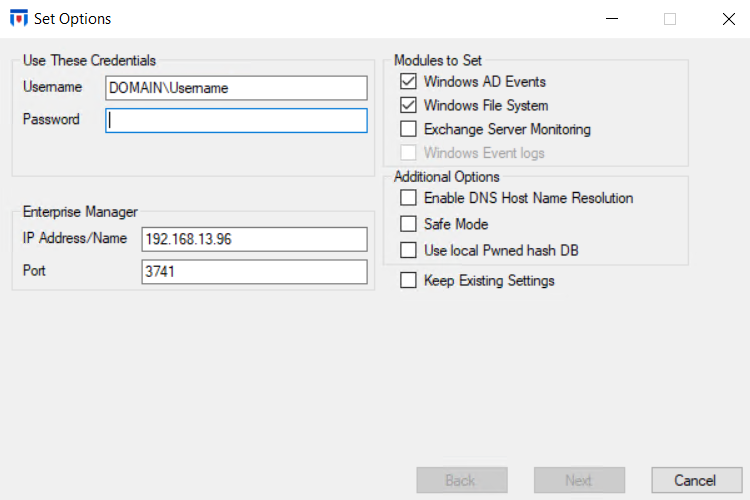 Set Options
Use These Credentials
Username DOMAIN\Username
Password
Enterprise Manager
IP Address/Name 192.168.13.96
Port 3741
Modules to Set
Windows AD Events
Windows File System
Exchange Server Monitoring
Windows Event logs
Additional Options
Enable DNS Host Name Resolution
Safe Mode
Use local Pwned hash DB
Keep Existing Settings
Back Next Cancel